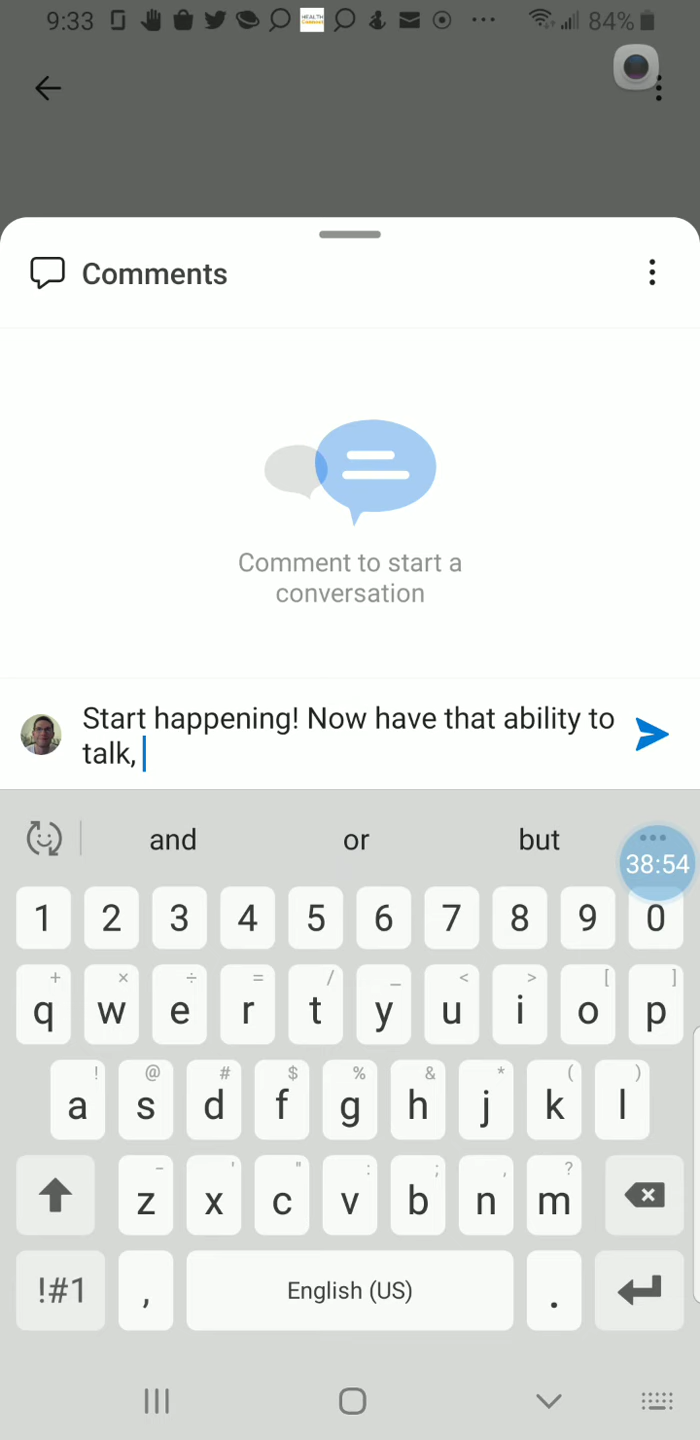 9:33 84%
Comments
Comment to start a
conversation
Start happening! Now have that ability to
talk,
and or but
38:54
1 2 3 4 5 6 7 8 9 0
+ × ÷ = / _ < > [ ]
q w e r t y u i o p
! @ # $ % & * ( )
a s d f g h j k l
- ' " : ; , ?
z x c v b n m
!#1 , English (US) .